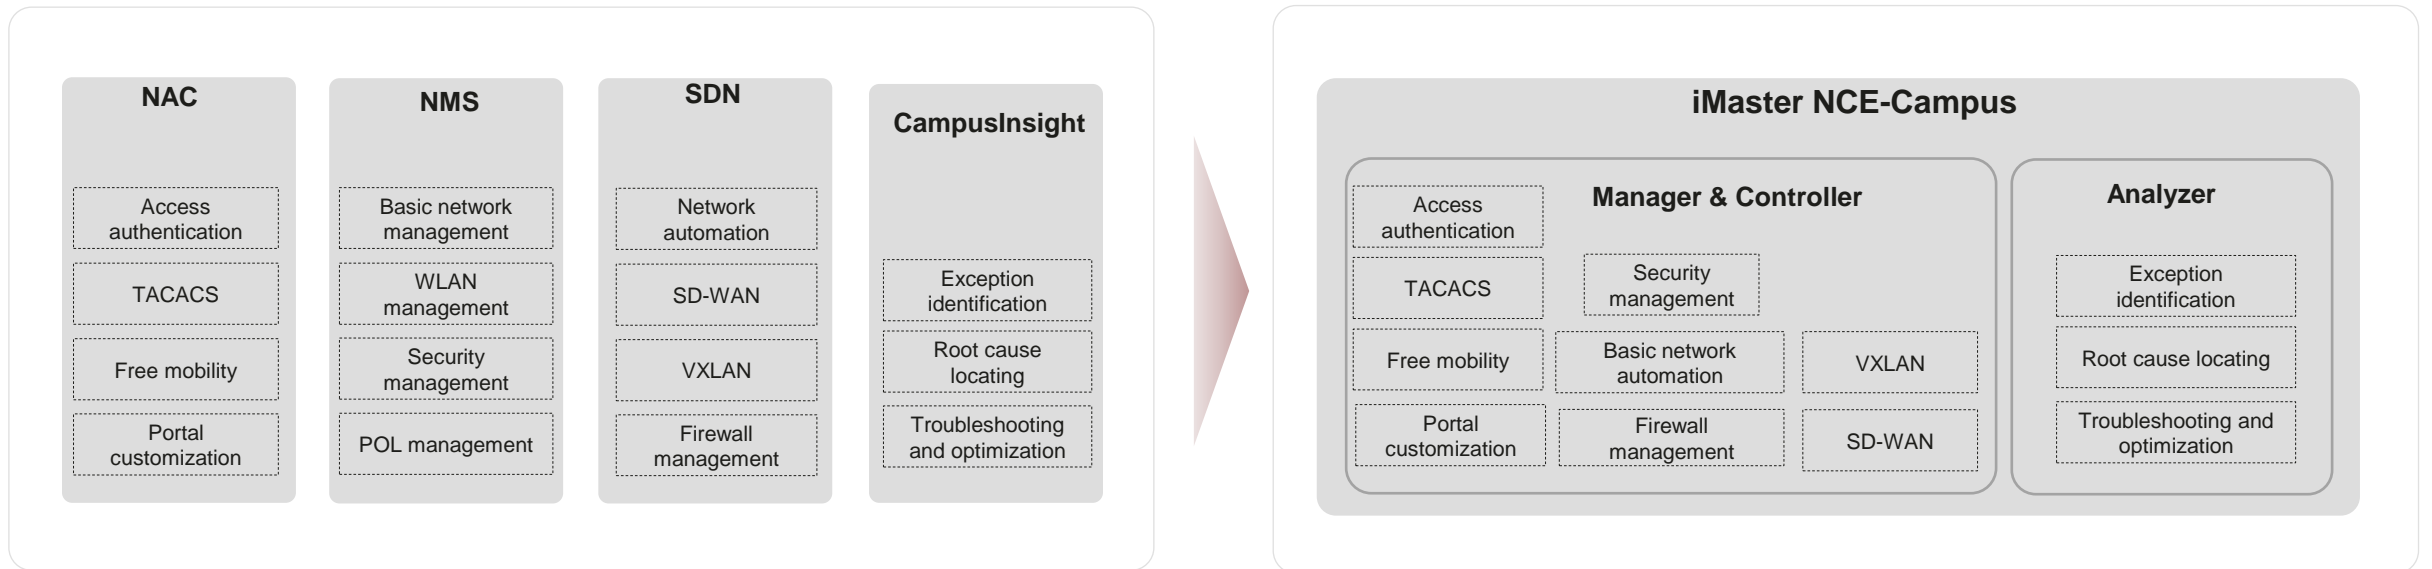 NAC
Access
authentication
TACACS
Free mobility
Portal
customization
NMS
Basic network
management
WLAN
management
Security
management
POL management
SDN
Network
automation
SD-WAN
VXLAN
Firewall
management
CampusInsight
Exception
identification
Root cause
locating
Troubleshooting
and optimization
iMaster NCE-Campus
Manager & Controller
Access
authentication
TACACS
Free mobility
Portal
customization
Security
management
Basic network
automation
Firewall
management
VXLAN
SD-WAN
Analyzer
Exception
identification
Root cause locating
Troubleshooting and
optimization